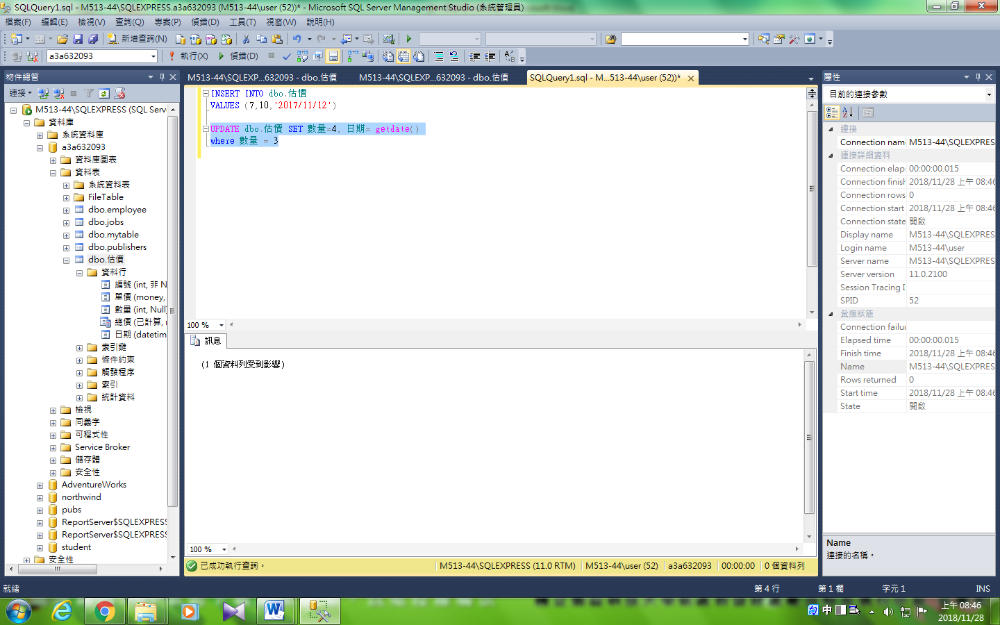 SQLQuery1.sql - M513-44\SQLEXPRESS.a3a632093 (M513-44\user (52))* - Microsoft SQL Server Management Studio (系統管理員)
檔案(F) 編輯(E) 檢視(V) 查詢(Q) 專案(P) 偵錯(D) 工具(T) 視窗(W) 說明(H)
新增查詢(N)
a3a632093 執行(X) 偵錯(D)
物件總管
連接
M513-44\SQLEXPRESS (SQL Serv
資料庫
系統資料庫
a3a632093
資料庫圖表
資料表
系統資料表
FileTable
dbo.employee
dbo.jobs
dbo.mytable
dbo.publishers
dbo.估價
資料行
編號 (int, 非 N
單價 (money,
數量 (int, Null)
總價 (已計算, 
日期 (datetim
索引鍵
條件約束
觸發程序
索引
統計資料
檢視
同義字
可程式性
Service Broker
儲存體
安全性
AdventureWorks
northwind
pubs
ReportServer$SQLEXPRESS
ReportServer$SQLEXPRESS
student
安全性
M513-44\SQLEXP...632093 - dbo.估價 M513-44\SQLEXP...632093 - dbo.估價 SQLQuery1.sql - M...513-44\user (52))*
INSERT INTO dbo.估價
VALUES (7,10,'2017/11/12')
UPDATE dbo.估價 SET 數量=4, 日期= getdate()
where 數量 = 3
100 %
訊息
(1 個資料列受到影響)
100 %
已成功執行查詢。 M513-44\SQLEXPRESS (11.0 RTM) M513-44\user (52) a3a632093 00:00:00 0 個資料列
屬性
目前的連接參數
連接
Connection nam M513-44\SQLEXPRES
連接詳細資料
Connection elap 00:00:00.015
Connection finish 2018/11/28 上午 08:46
Connection rows 0
Connection start 2018/11/28 上午 08:46
Connection state 開啟
Display name M513-44\SQLEXPRES
Login name M513-44\user
Server name M513-44\SQLEXPRES
Server version 11.0.2100
Session Tracing I
SPID 52
彙總狀態
Connection failur
Elapsed time 00:00:00.015
Finish time 2018/11/28 上午 08:46
Name M513-44\SQLEXPRES
Rows returned 0
Start time 2018/11/28 上午 08:46
State 開啟
Name
連接的名稱。
就緒 第 4 行 第 1 欄 字元 1 INS
中
上午 08:46
2018/11/28